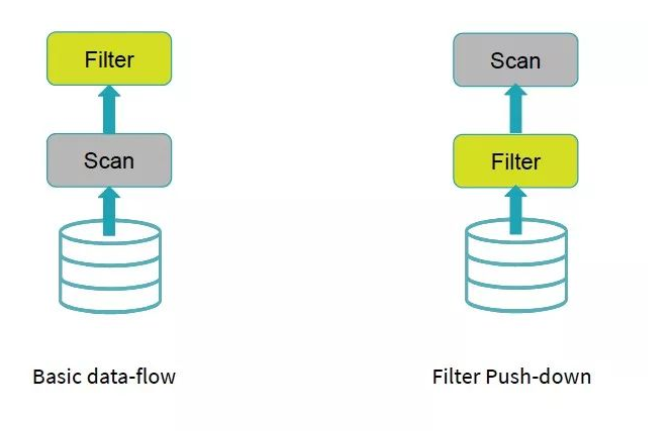 Filter
Scan
Basic data-flow
Scan
Filter
Filter Push-down